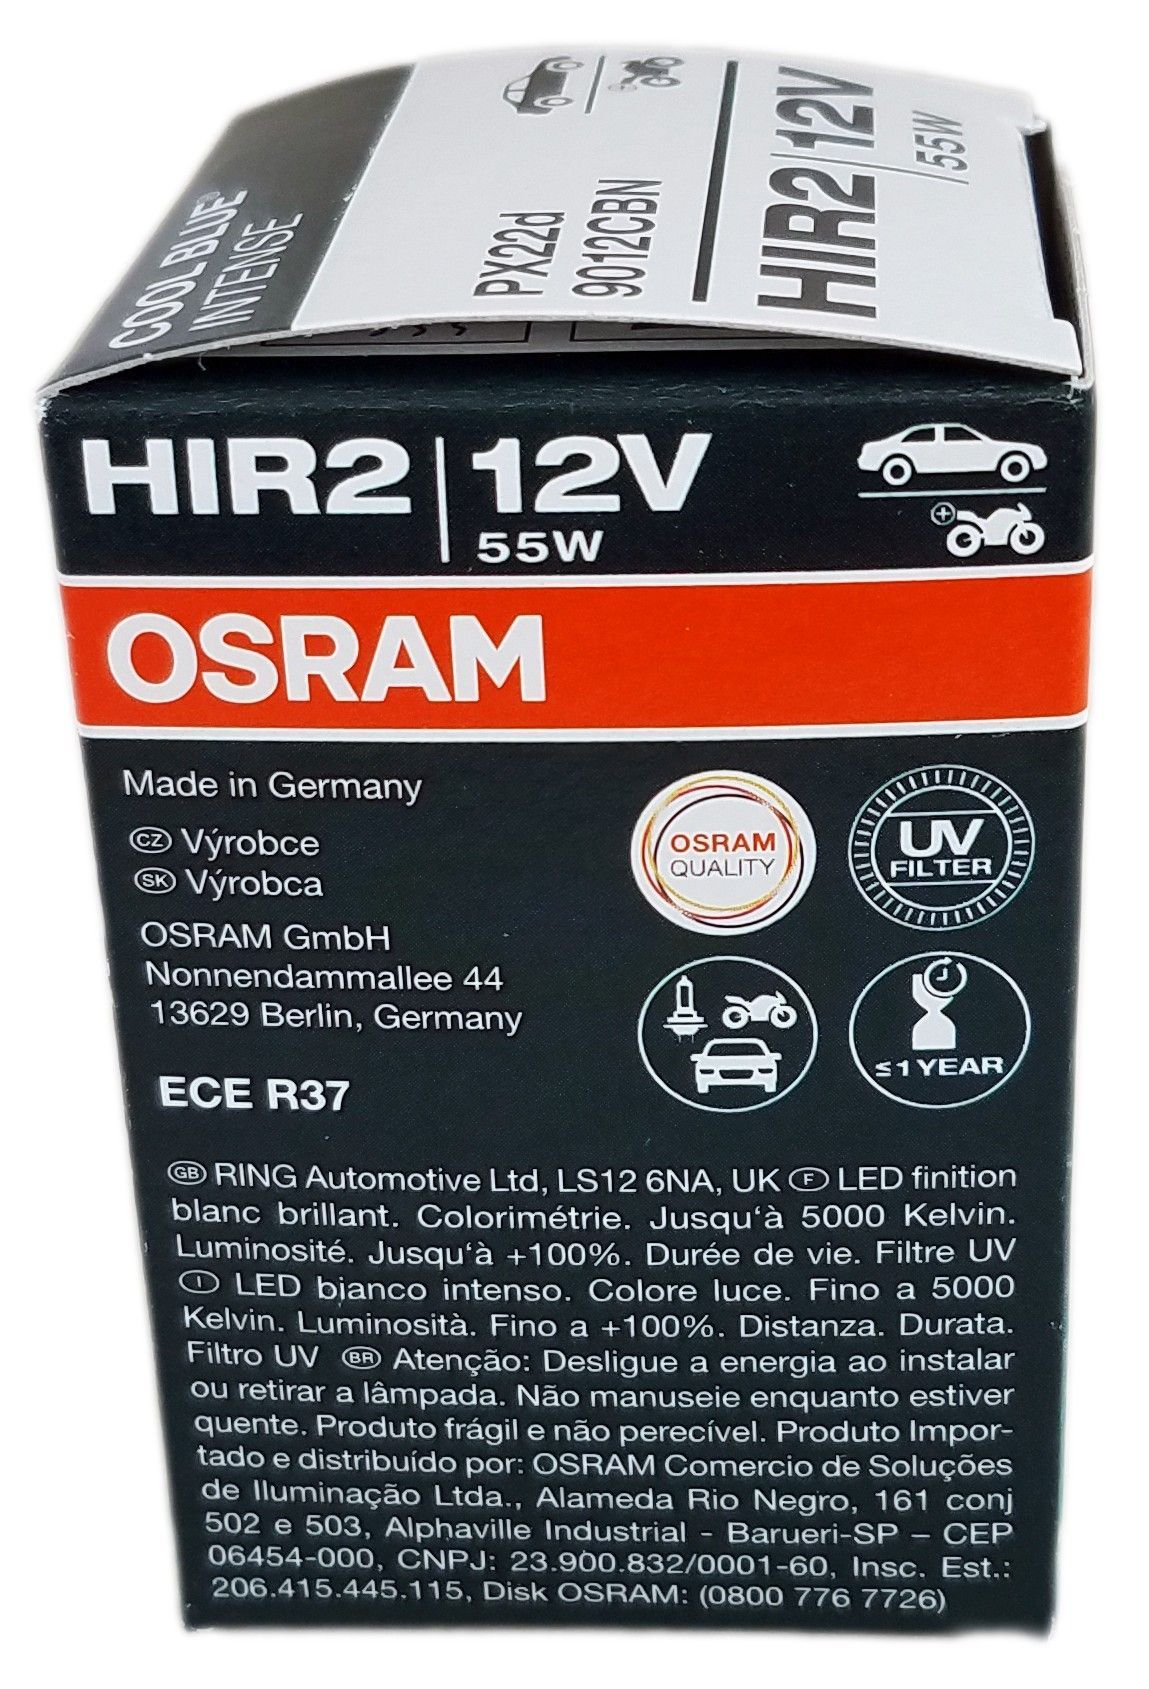 COOL BLUE®
INTENSE
PX22d
9012CBN
HIR2 12V
55W
HIR2 12V
55W
OSRAM
Made in Germany
CZ Výrobce
SK Výrobca
OSRAM GmbH
Nonnendammallee 44
13629 Berlin, Germany
ECE R37
OSRAM
QUALITY
UV
FILTER
≤1 YEAR
GB RING Automotive Ltd, LS12 6NA, UK F LED finition
blanc brillant. Colorimétrie. Jusqu‘à 5000 Kelvin.
Luminosité. Jusqu‘à +100%. Durée de vie. Filtre UV
I LED bianco intenso. Colore luce. Fino a 5000
Kelvin. Luminosità. Fino a +100%. Distanza. Durata.
Filtro UV BR Atenção: Desligue a energia ao instalar
ou retirar a lâmpada. Não manuseie enquanto estiver
quente. Produto frágil e não perecível. Produto Impor-
tado e distribuído por: OSRAM Comercio de Soluções
de Iluminação Ltda., Alameda Rio Negro, 161 conj
502 e 503, Alphaville Industrial - Barueri-SP – CEP
06454-000, CNPJ: 23.900.832/0001-60, Insc. Est.:
206.415.445.115, Disk OSRAM: (0800 776 7726)